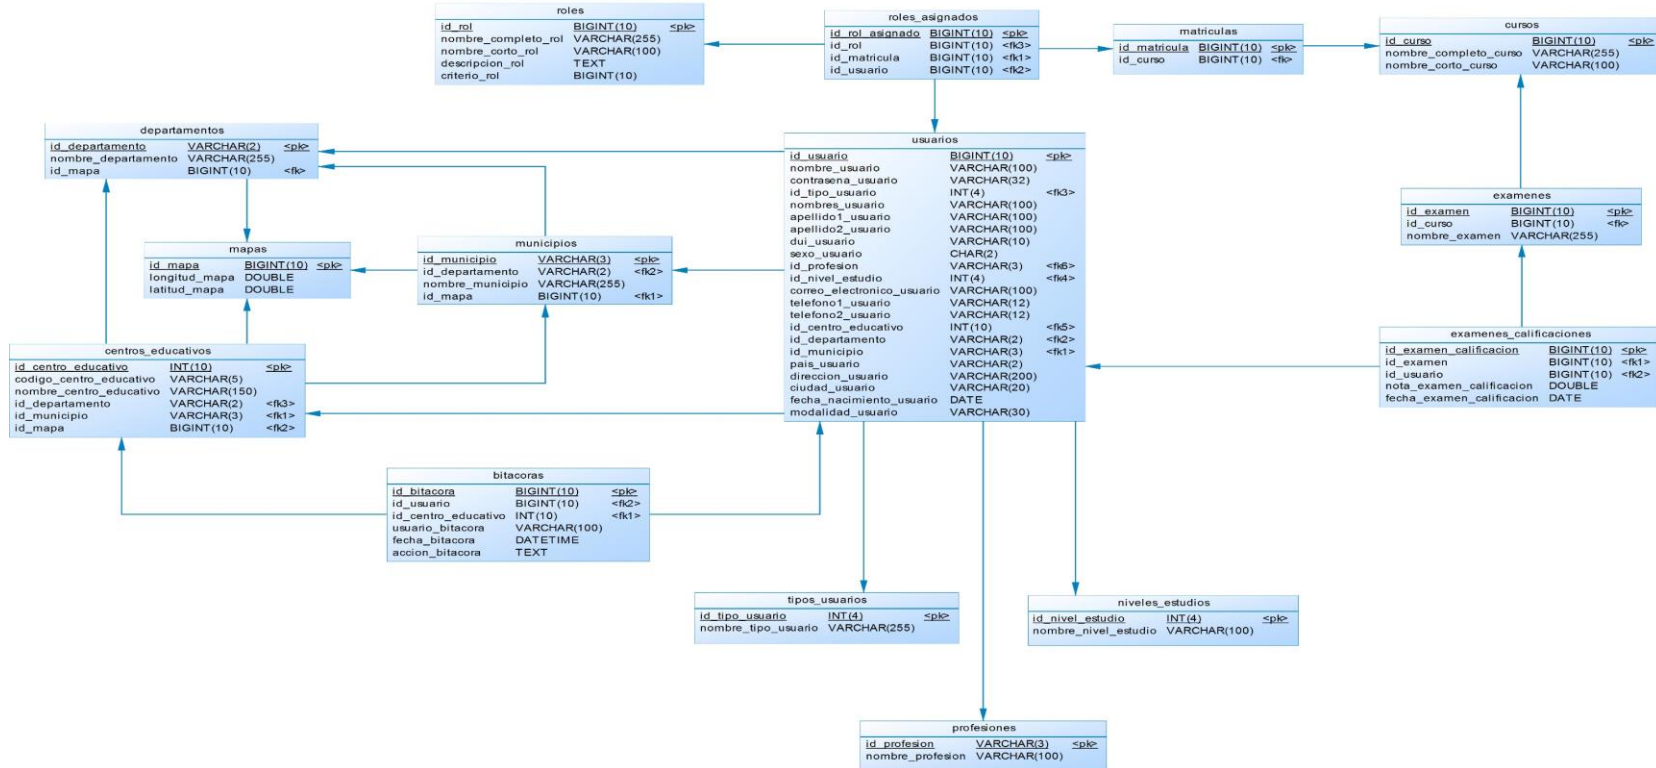 roles
id_rol BIGINT(10) <pk>
nombre_completo_rol VARCHAR(255)
nombre_corto_rol VARCHAR(100)
descripcion_rol TEXT
criterio_rol BIGINT(10)
roles_asignados
id_rol_asignado BIGINT(10) <pk>
id_rol BIGINT(10) <fk3>
id_matricula BIGINT(10) <fk1>
id_usuario BIGINT(10) <fk2>
matriculas
id_matricula BIGINT(10) <pk>
id_curso BIGINT(10) <fk>
cursos
id_curso BIGINT(10) <pk>
nombre_completo_curso VARCHAR(255)
nombre_corto_curso VARCHAR(100)
departamentos
id_departamento VARCHAR(2) <pk>
nombre_departamento VARCHAR(255)
id_mapa BIGINT(10) <fk>
usuarios
id_usuario BIGINT(10) <pk>
nombre_usuario VARCHAR(100)
contrasena_usuario VARCHAR(32)
id_tipo_usuario INT(4) <fk3>
nombres_usuario VARCHAR(100)
apellido1_usuario VARCHAR(100)
apellido2_usuario VARCHAR(100)
dui_usuario VARCHAR(10)
sexo_usuario CHAR(2)
id_profesion VARCHAR(3) <fk6>
id_nivel_estudio INT(4) <fk4>
correo_electronico_usuario VARCHAR(100)
telefono1_usuario VARCHAR(12)
telefono2_usuario VARCHAR(12)
id_centro_educativo INT(10) <fk5>
id_departamento VARCHAR(2) <fk2>
id_municipio VARCHAR(3) <fk1>
pais_usuario VARCHAR(2)
direccion_usuario VARCHAR(200)
ciudad_usuario VARCHAR(20)
fecha_nacimiento_usuario DATE
modalidad_usuario VARCHAR(30)
examenes
id_examen BIGINT(10) <pk>
id_curso BIGINT(10) <fk>
nombre_examen VARCHAR(255)
mapas
id_mapa BIGINT(10) <pk>
longitud_mapa DOUBLE
latitud_mapa DOUBLE
municipios
id_municipio VARCHAR(3) <pk>
id_departamento VARCHAR(2) <fk2>
nombre_municipio VARCHAR(255)
id_mapa BIGINT(10) <fk1>
centros_educativos
id_centro_educativo INT(10) <pk>
codigo_centro_educativo VARCHAR(5)
nombre_centro_educativo VARCHAR(150)
id_departamento VARCHAR(2) <fk3>
id_municipio VARCHAR(3) <fk1>
id_mapa BIGINT(10) <fk2>
examenes_calificaciones
id_examen_calificacion BIGINT(10) <pk>
id_examen BIGINT(10) <fk1>
id_usuario BIGINT(10) <fk2>
nota_examen_calificacion DOUBLE
fecha_examen_calificacion DATE
bitacoras
id_bitacora BIGINT(10) <pk>
id_usuario BIGINT(10) <fk2>
id_centro_educativo INT(10) <fk1>
usuario_bitacora VARCHAR(100)
fecha_bitacora DATETIME
accion_bitacora TEXT
tipos_usuarios
id_tipo_usuario INT(4) <pk>
nombre_tipo_usuario VARCHAR(255)
niveles_estudios
id_nivel_estudio INT(4) <pk>
nombre_nivel_estudio VARCHAR(100)
profesiones
id_profesion VARCHAR(3) <pk>
nombre_profesion VARCHAR(100)